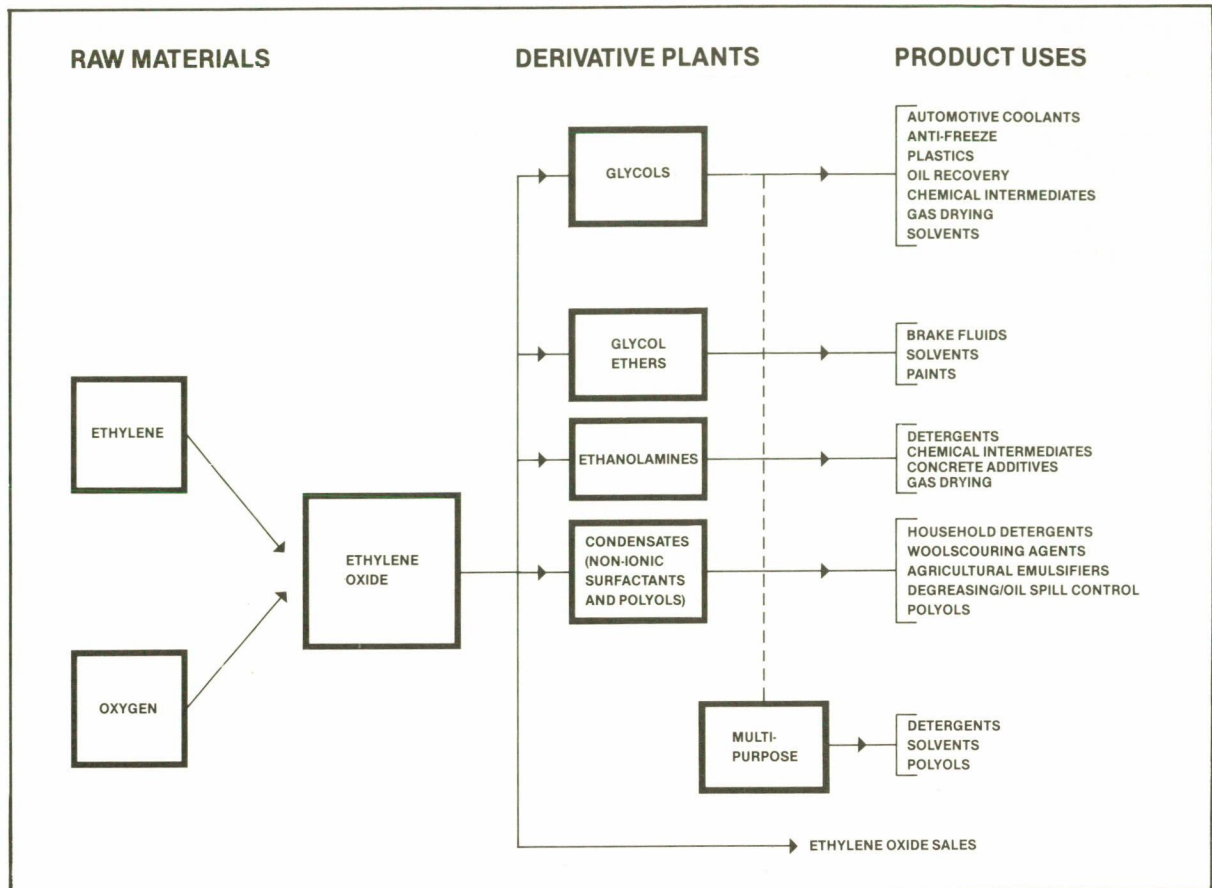 RAW MATERIALS
DERIVATIVE PLANTS
PRODUCT USES
ETHYLENE
OXYGEN
ETHYLENE
OXIDE
GLYCOLS
AUTOMOTIVE COOLANTS
ANTI-FREEZE
PLASTICS
OIL RECOVERY
CHEMICAL INTERMEDIATES
GAS DRYING
SOLVENTS
GLYCOL
ETHERS
BRAKE FLUIDS
SOLVENTS
PAINTS
ETHANOLAMINES
DETERGENTS
CHEMICAL INTERMEDIATES
CONCRETE ADDITIVES
GAS DRYING
CONDENSATES
(NON-IONIC
SURFACTANTS
AND POLYOLS)
HOUSEHOLD DETERGENTS
WOOLSCOURING AGENTS
AGRICULTURAL EMULSIFIERS
DEGREASING/OIL SPILL CONTROL
POLYOLS
MULTI-
PURPOSE
DETERGENTS
SOLVENTS
POLYOLS
ETHYLENE OXIDE SALES